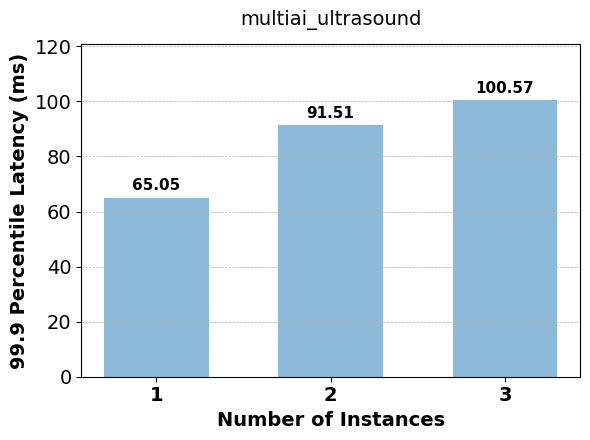 multiai_ultrasound
99.9 Percentile Latency (ms)
120
100
80
60
40
20
0
65.05
91.51
100.57
1 2 3
Number of Instances